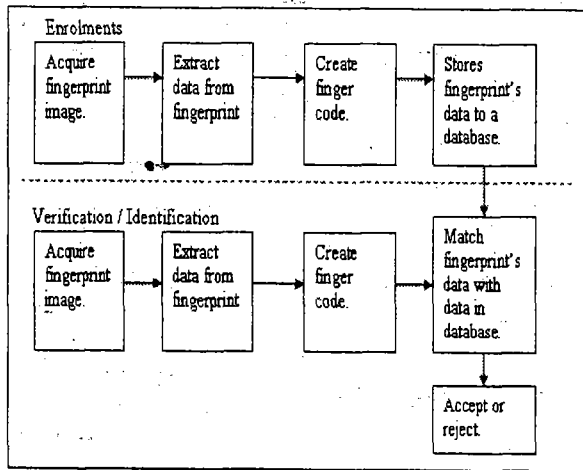 Enrolments
Acquire
fingerprint
image.
Extract
data from
fingerprint
Create
finger
code.
Stores
fingerprint's
data to a
database.
Verification / Identification
Acquire
fingerprint
image.
Extract
data from
fingerprint
Create
finger
code.
Match
fingerprint's
data with
data in
database.
Accept or
reject.